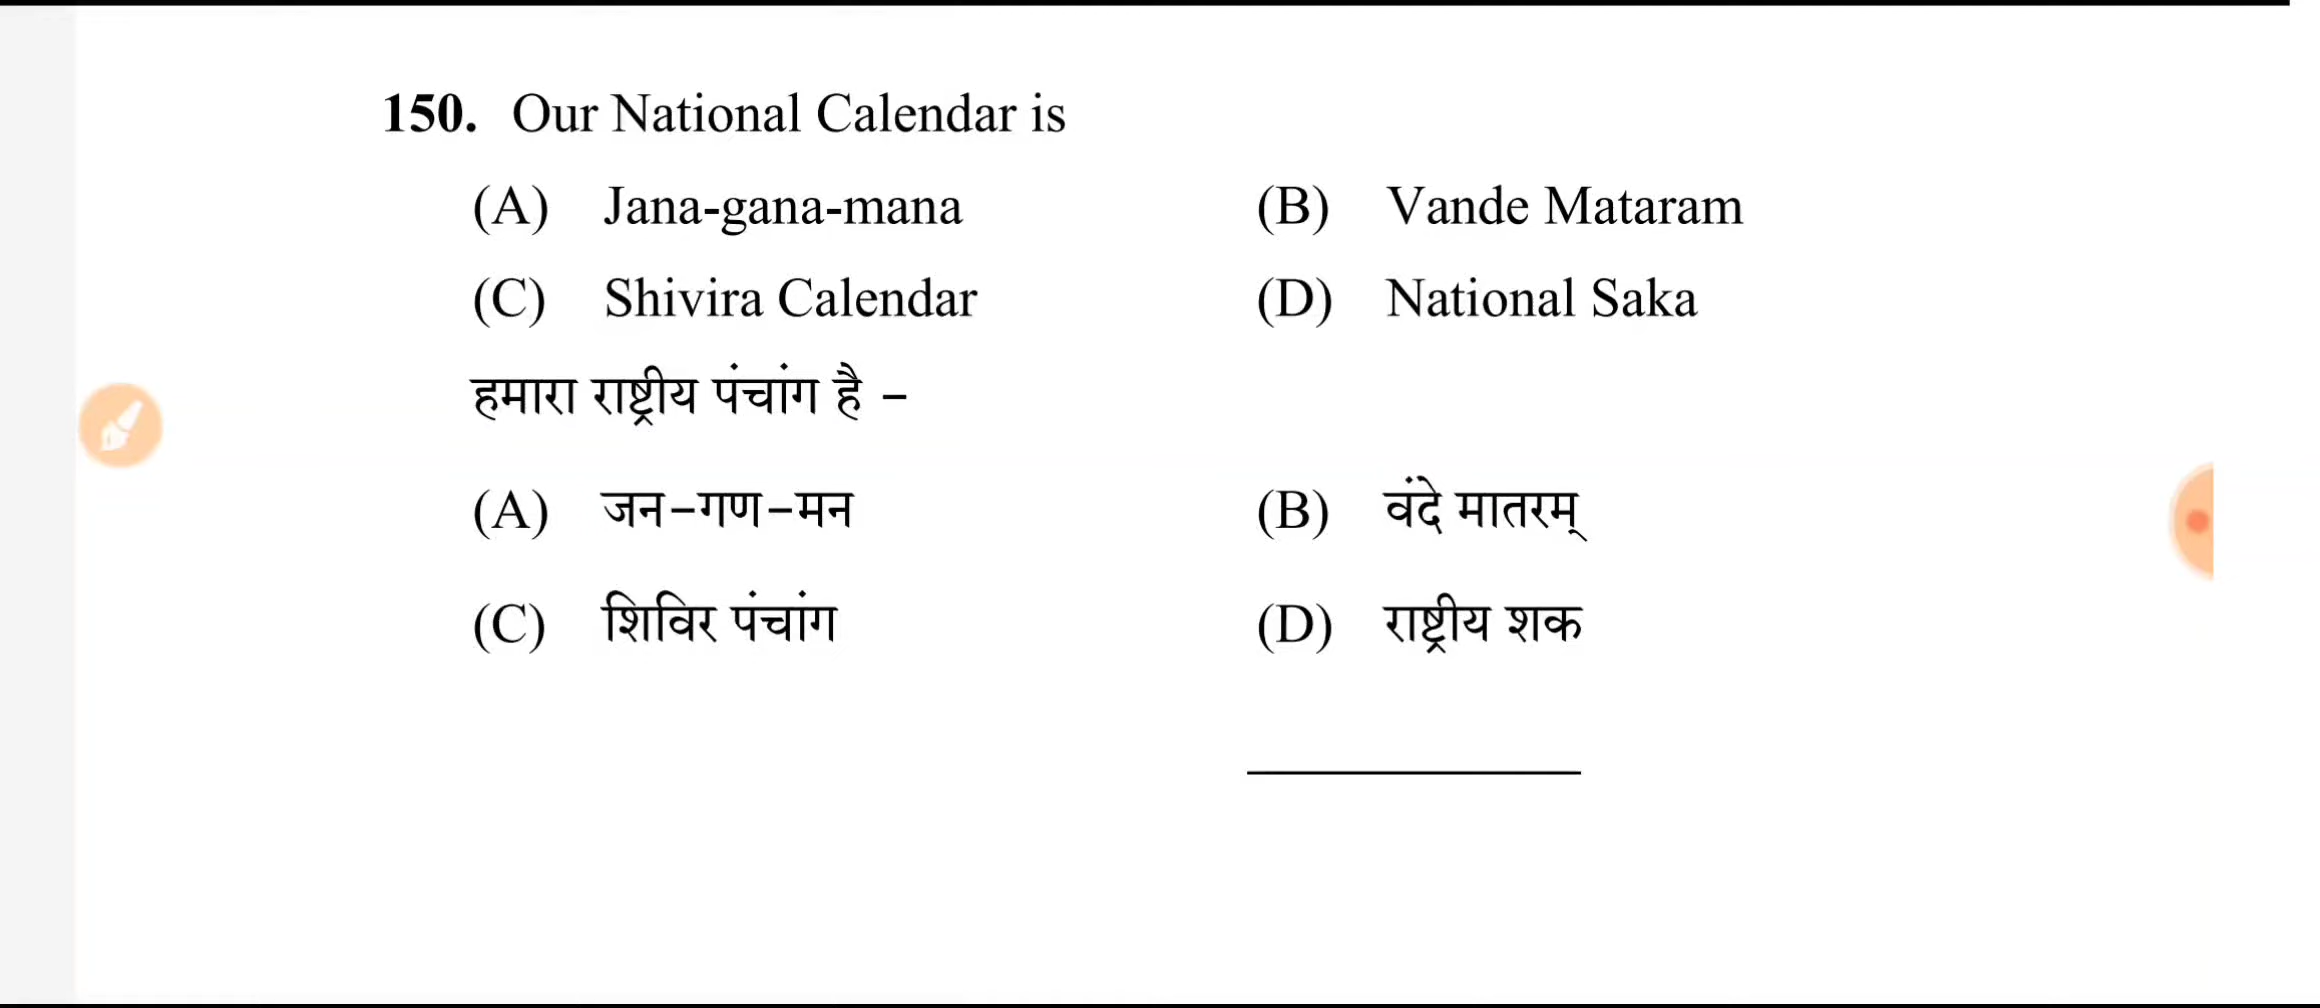 150. Our National Calendar is
(A) Jana-gana-mana (B) Vande Mataram
(C) Shivira Calendar (D) National Saka
हमारा राष्ट्रीय पंचांग है –
(A) जन-गण-मन (B) वंदे मातरम्
(C) शिविर पंचांग (D) राष्ट्रीय शक